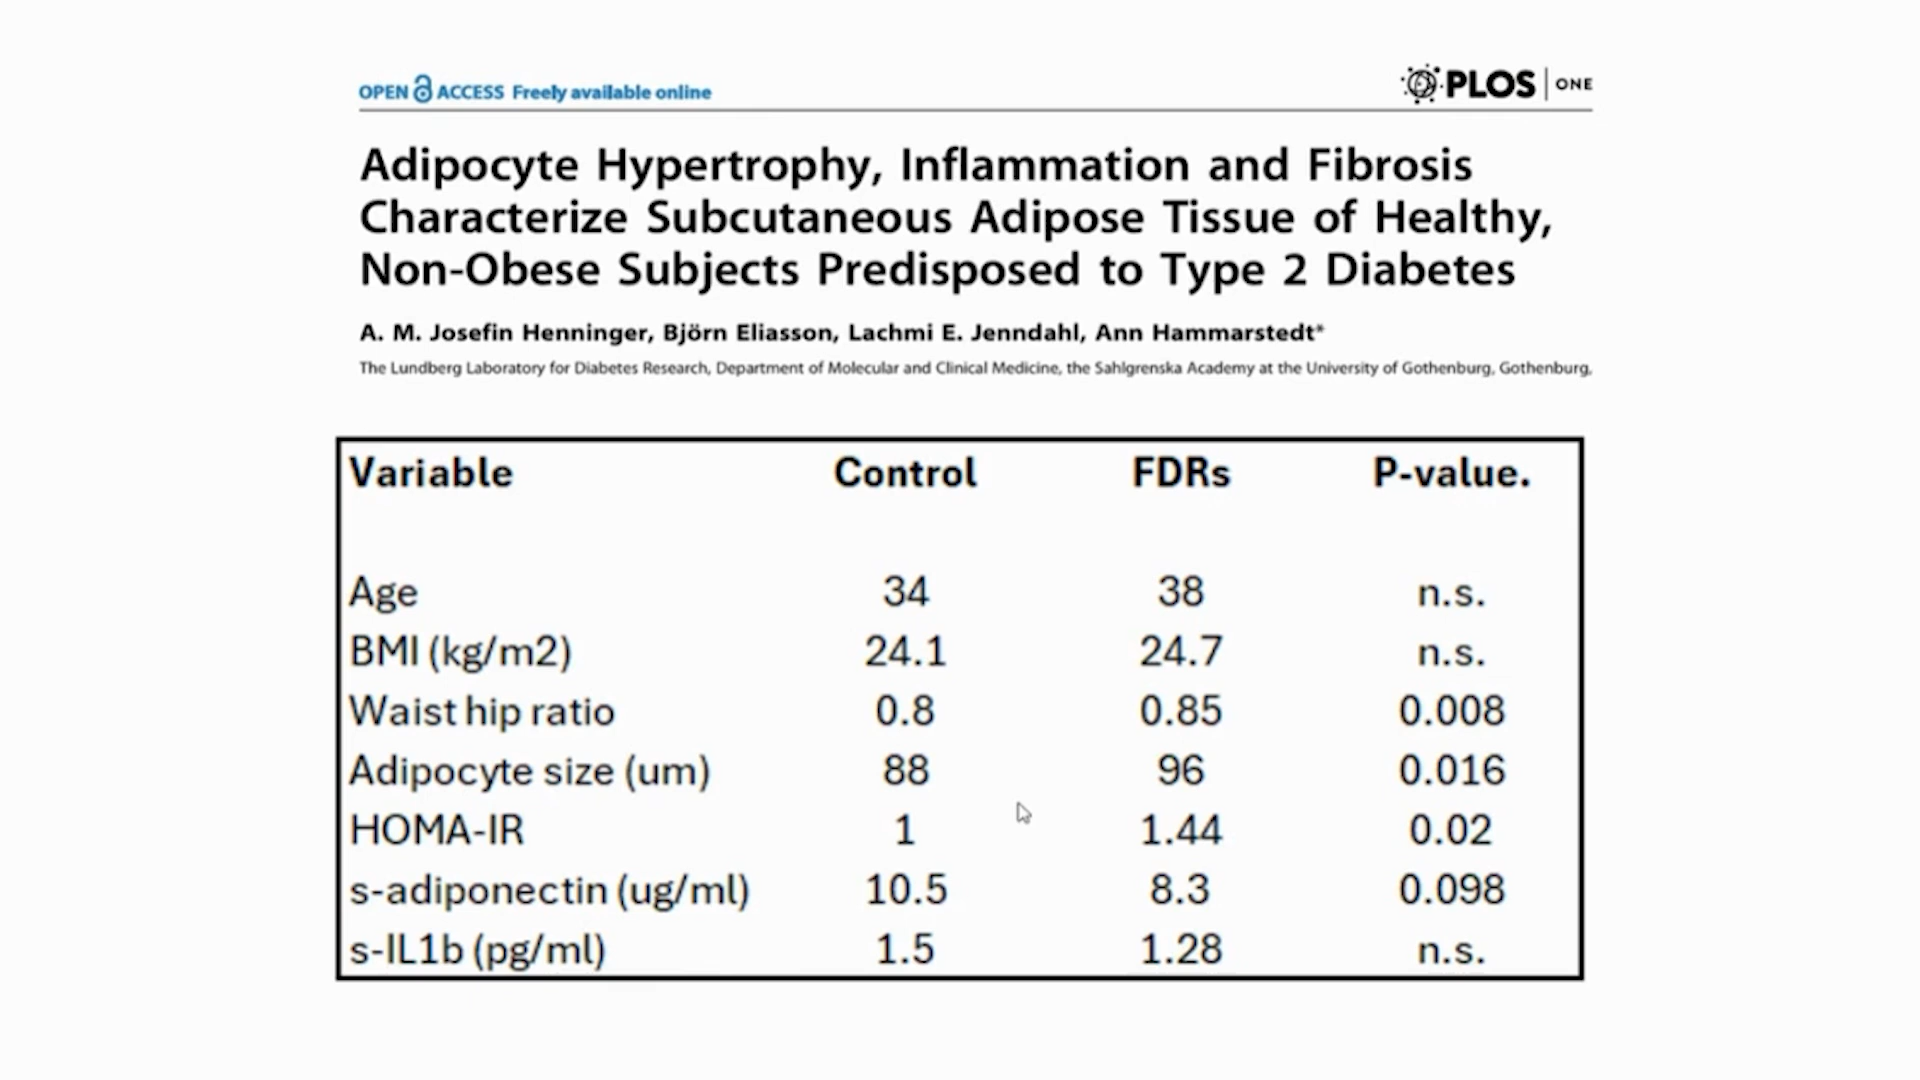 OPEN ACCESS Freely available online
PLOS | ONE
Adipocyte Hypertrophy, Inflammation and Fibrosis
Characterize Subcutaneous Adipose Tissue of Healthy,
Non-Obese Subjects Predisposed to Type 2 Diabetes
A. M. Josefin Henninger, Björn Eliasson, Lachmi E. Jenndahl, Ann Hammarstedt*
The Lundberg Laboratory for Diabetes Research, Department of Molecular and Clinical Medicine, the Sahlgrenska Academy at the University of Gothenburg, Gothenburg,
Variable Control FDRs P-value.
Age 34 38 n.s.
BMI (kg/m2) 24.1 24.7 n.s.
Waist hip ratio 0.8 0.85 0.008
Adipocyte size (um) 88 96 0.016
HOMA-IR 1 1.44 0.02
s-adiponectin (ug/ml) 10.5 8.3 0.098
s-IL1b (pg/ml) 1.5 1.28 n.s.